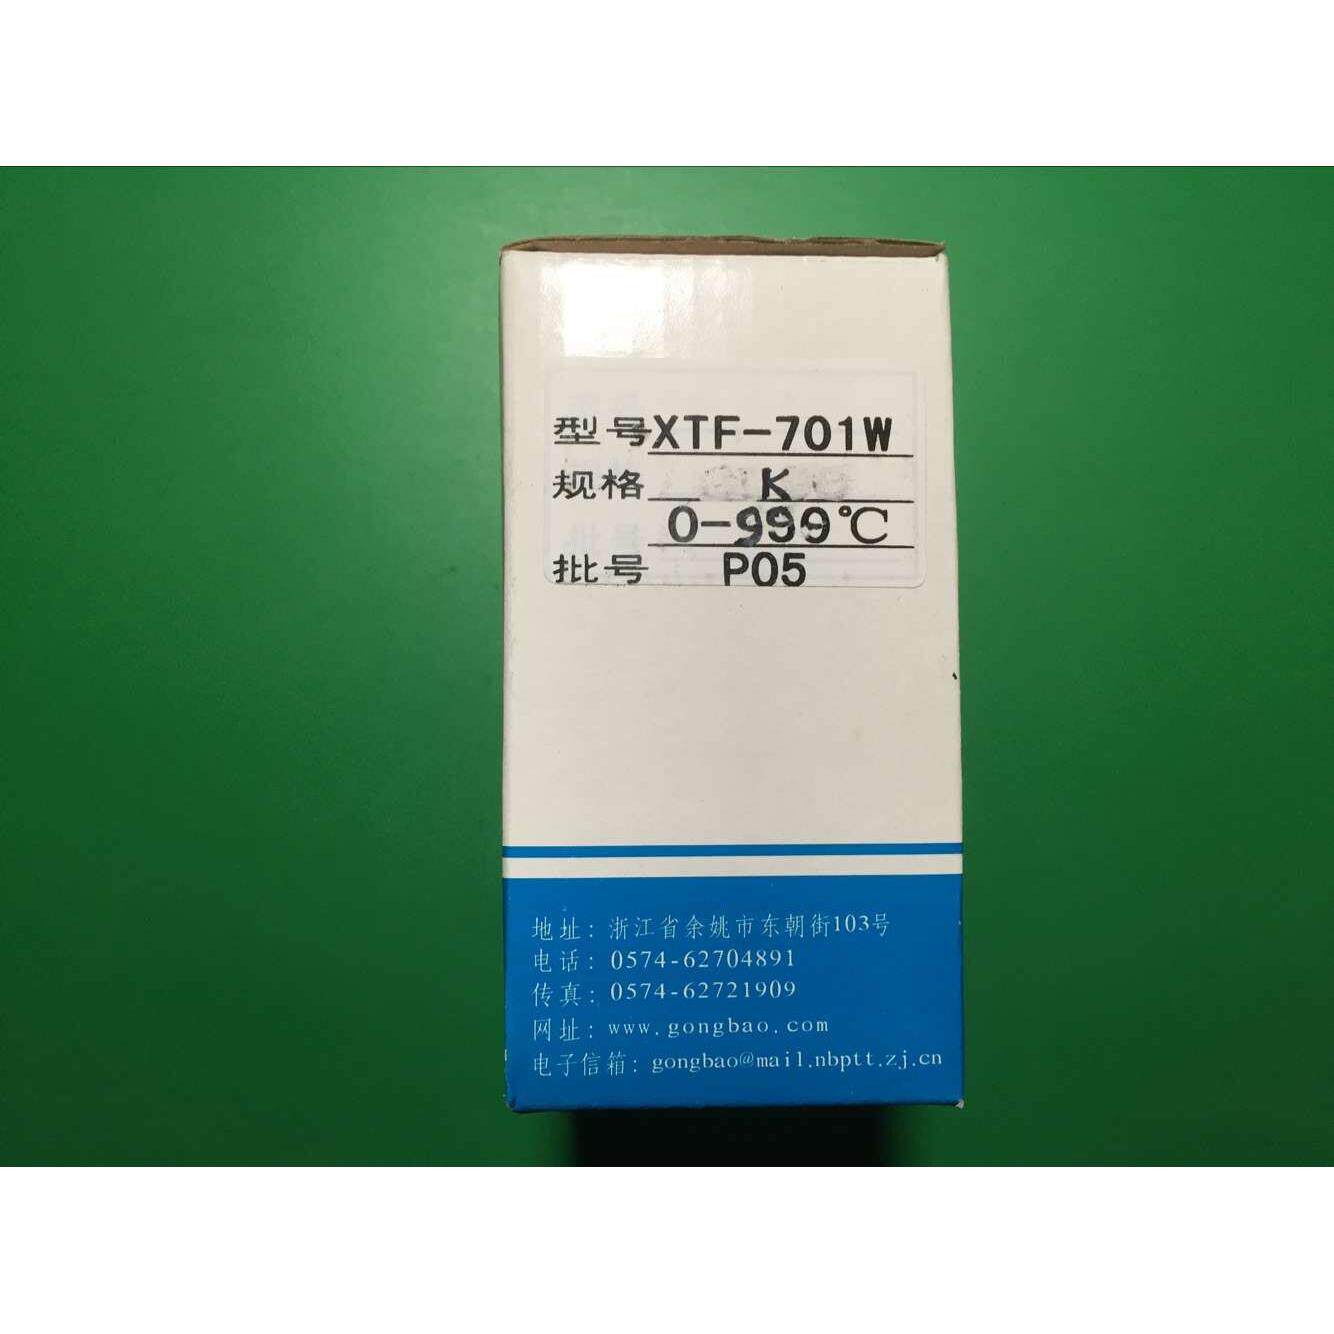 型号XTF-701W
规格 K
0-999℃
批号 P05
地址: 浙江省余姚市东朝街103号
电话: 0574-62704891
传真: 0574-62721909
网址: www.gongbao.com
电子信箱: gongbao@mail.nbptt.zj.cn